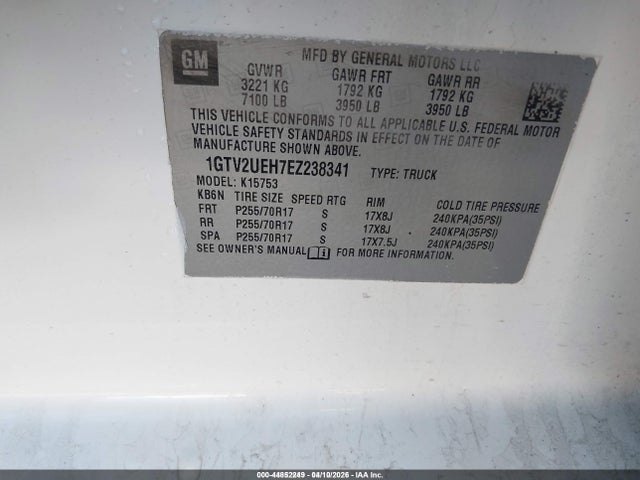 GM
MFD BY GENERAL MOTORS LLC
GVWR GAWR FRT GAWR RR
3221 KG 1792 KG 1792 KG
7100 LB 3950 LB 3950 LB
THIS VEHICLE CONFORMS TO ALL APPLICABLE U.S. FEDERAL MOTOR
VEHICLE SAFETY STANDARDS IN EFFECT ON THE DATE OF
MANUFACTURE SHOWN ABOVE.
1GTV2UEH7EZ238341 TYPE: TRUCK
MODEL: K15753
KB6N TIRE SIZE SPEED RTG RIM COLD TIRE PRESSURE
FRT P255/70R17 S 17X8J 240KPA(35PSI)
RR P255/70R17 S 17X8J 240KPA(35PSI)
SPA P255/70R17 S 17X7.5J 240KPA(35PSI)
SEE OWNER'S MANUAL FOR MORE INFORMATION.
000-44852849 - 04/10/2026 - IAA Inc.